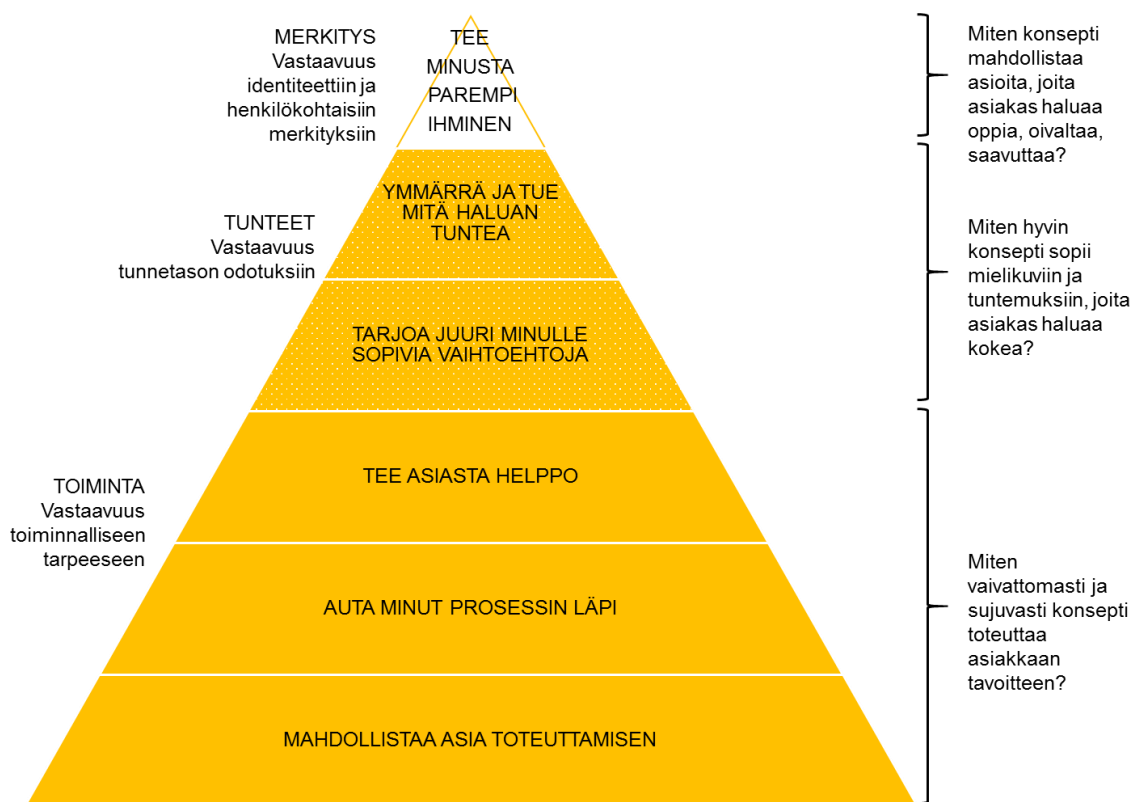 MERKITYS
Vastaavuus
identiteettiin ja
henkilökohtaisiin
merkityksiin
TEE
MINUSTA
PAREMPI
IHMINEN
Miten konsepti
mahdollistaa
asioita, joita
asiakas haluaa
oppia, oivaltaa,
saavuttaa?
TUNTEET
Vastaavuus
tunnetason odotuksiin
YMMÄRRÄ JA TUE
MITÄ HALUAN
TUNTEA
TARJOA JUURI MINULLE
SOPIVIA VAIHTOEHTOJA
Miten hyvin
konsepti sopii
mielikuviin ja
tuntemuksiin, joita
asiakas haluaa
kokea?
TOIMINTA
Vastaavuus
toiminnalliseen
tarpeeseen
TEE ASIASTA HELPPO
AUTA MINUT PROSESSIN LÄPI
MAHDOLLISTAA ASIA TOTEUTTAMISEN
Miten
vaivattomasti ja
sujuvasti konsepti
toteuttaa
asiakkaan
tavoitteen?